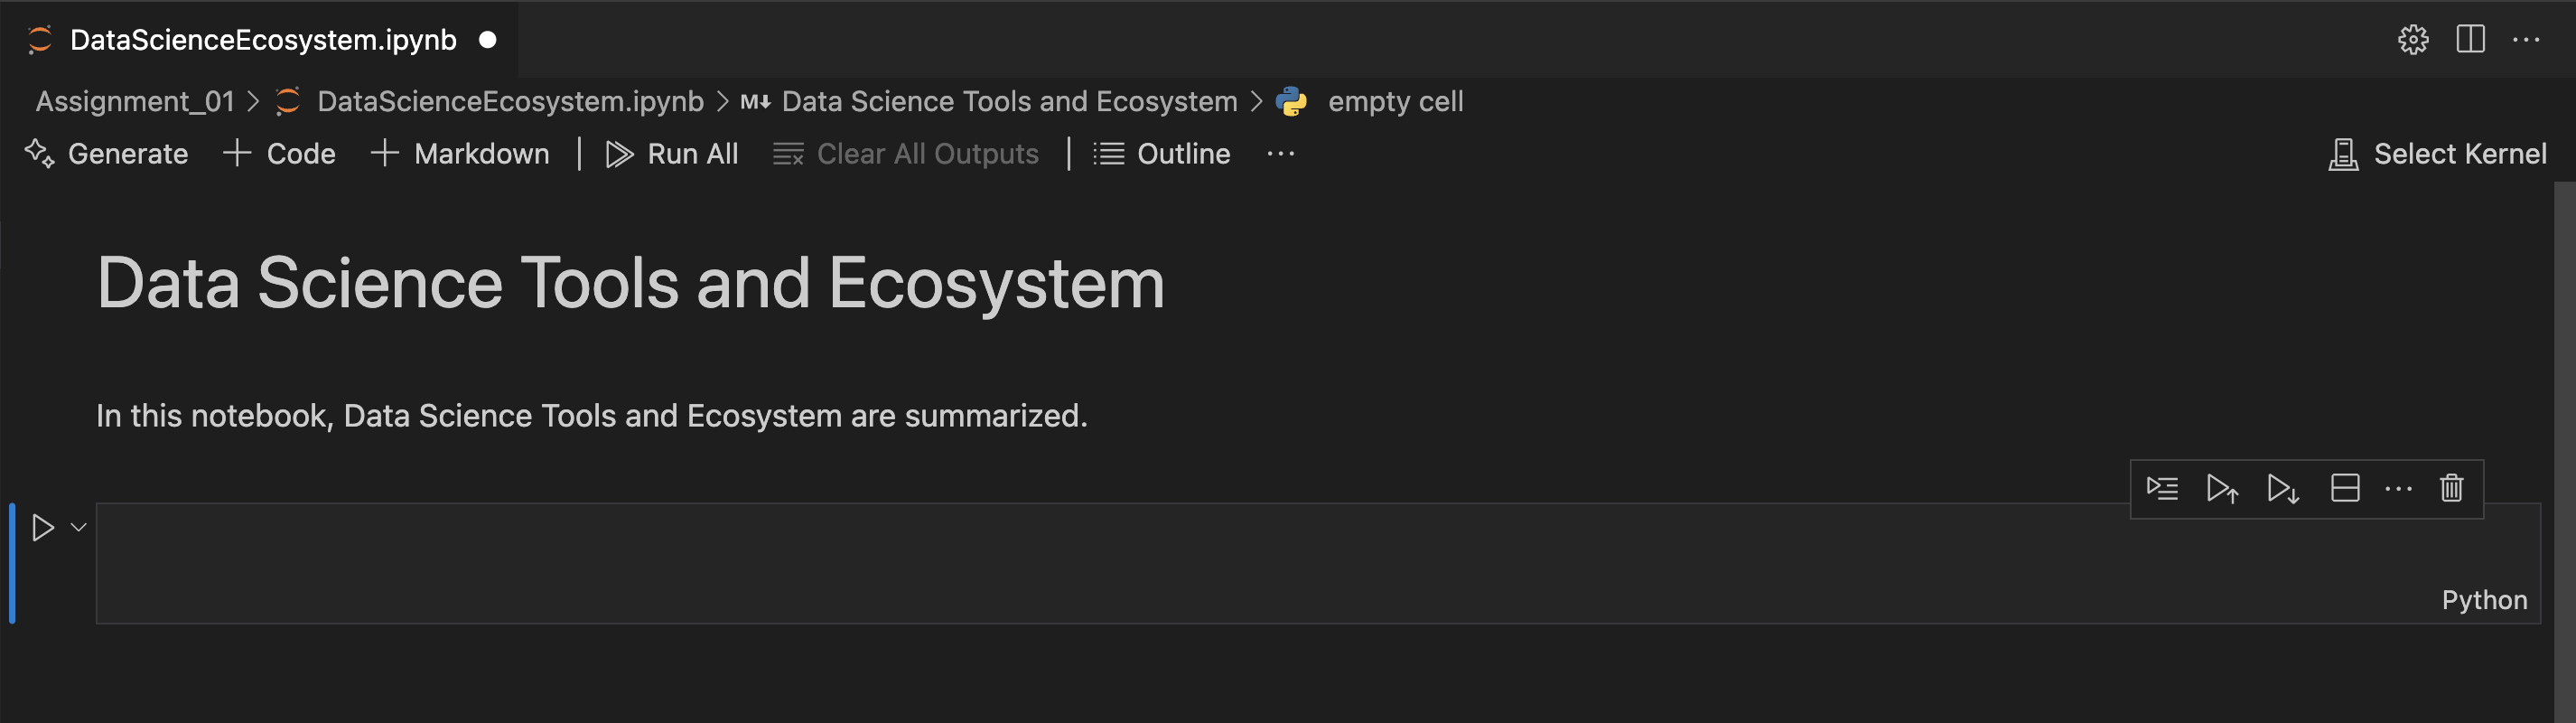 DataScienceEcosystem.ipynb
Assignment_01 > DataScienceEcosystem.ipynb > M↓ Data Science Tools and Ecosystem > empty cell
Generate + Code + Markdown | Run All Clear All Outputs | Outline ... Select Kernel
Data Science Tools and Ecosystem
In this notebook, Data Science Tools and Ecosystem are summarized.
Python